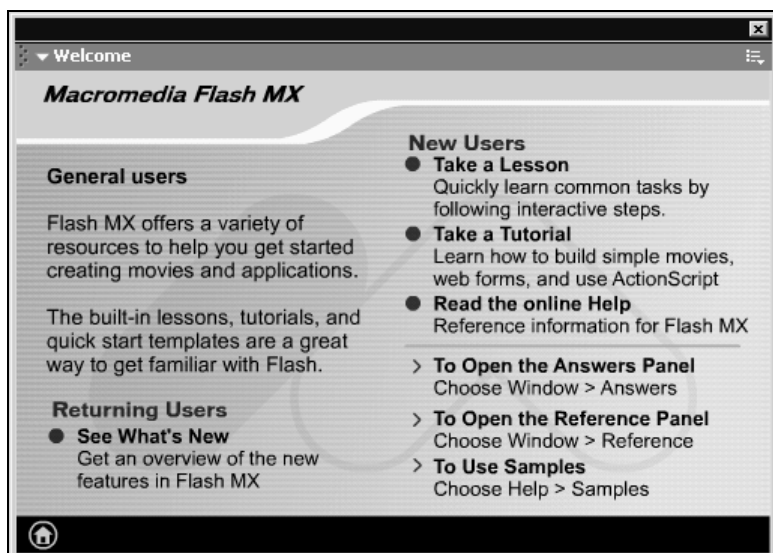 Welcome
Macromedia Flash MX
General users
Flash MX offers a variety of
resources to help you get started
creating movies and applications.
The built-in lessons, tutorials, and
quick start templates are a great
way to get familiar with Flash.
Returning Users
See What's New
Get an overview of the new
features in Flash MX
New Users
Take a Lesson
Quickly learn common tasks by
following interactive steps.
Take a Tutorial
Learn how to build simple movies,
web forms, and use ActionScript
Read the online Help
Reference information for Flash MX
> To Open the Answers Panel
Choose Window > Answers
> To Open the Reference Panel
Choose Window > Reference
> To Use Samples
Choose Help > Samples